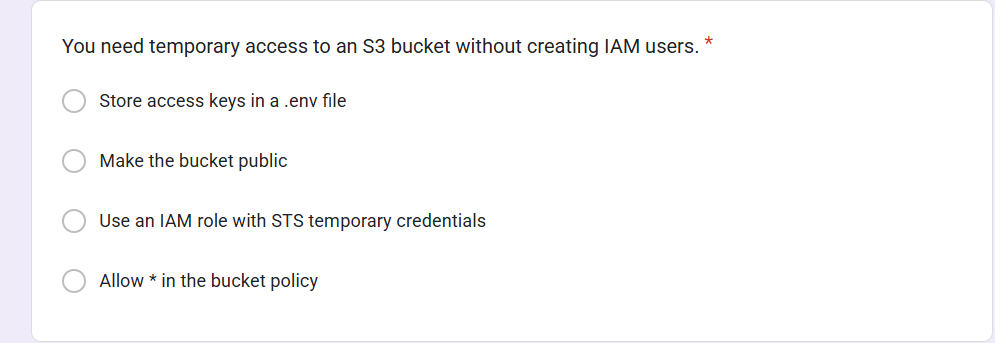 You need temporary access to an S3 bucket without creating IAM users. *
Store access keys in a .env file
Make the bucket public
Use an IAM role with STS temporary credentials
Allow * in the bucket policy